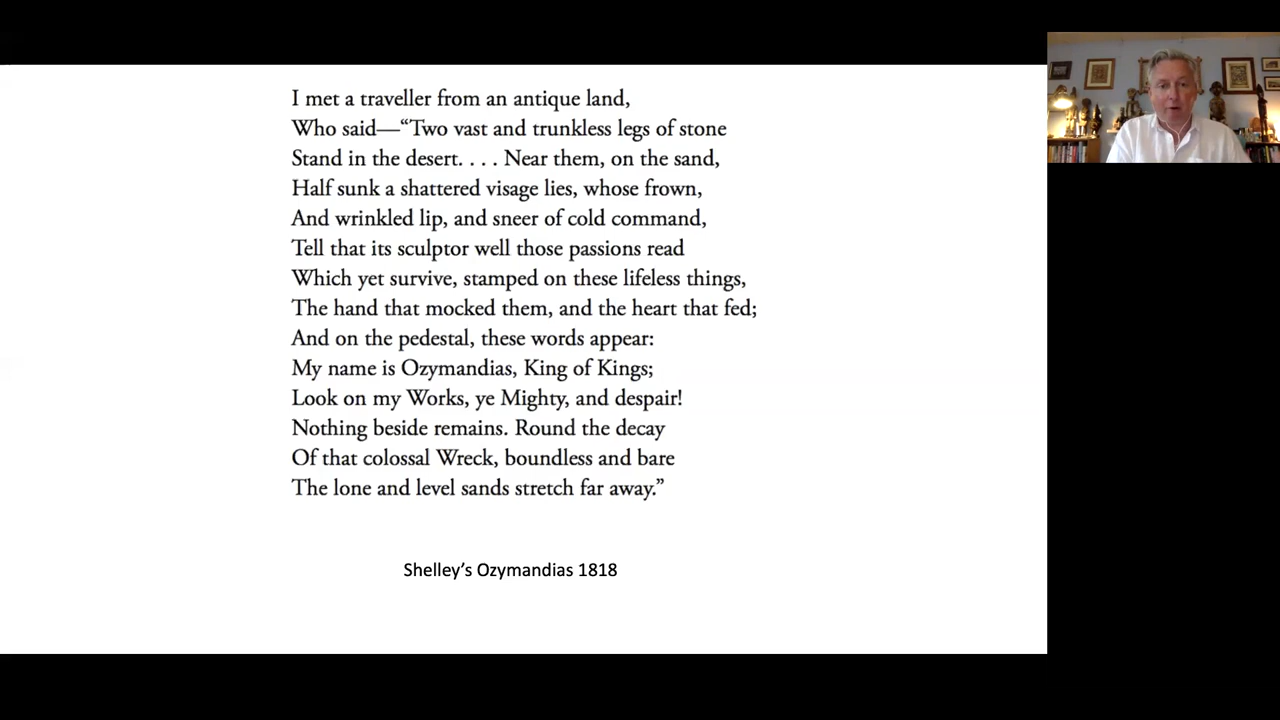 I met a traveller from an antique land,
Who said—“Two vast and trunkless legs of stone
Stand in the desert. . . . Near them, on the sand,
Half sunk a shattered visage lies, whose frown,
And wrinkled lip, and sneer of cold command,
Tell that its sculptor well those passions read
Which yet survive, stamped on these lifeless things,
The hand that mocked them, and the heart that fed;
And on the pedestal, these words appear:
My name is Ozymandias, King of Kings;
Look on my Works, ye Mighty, and despair!
Nothing beside remains. Round the decay
Of that colossal Wreck, boundless and bare
The lone and level sands stretch far away.”
Shelley’s Ozymandias 1818